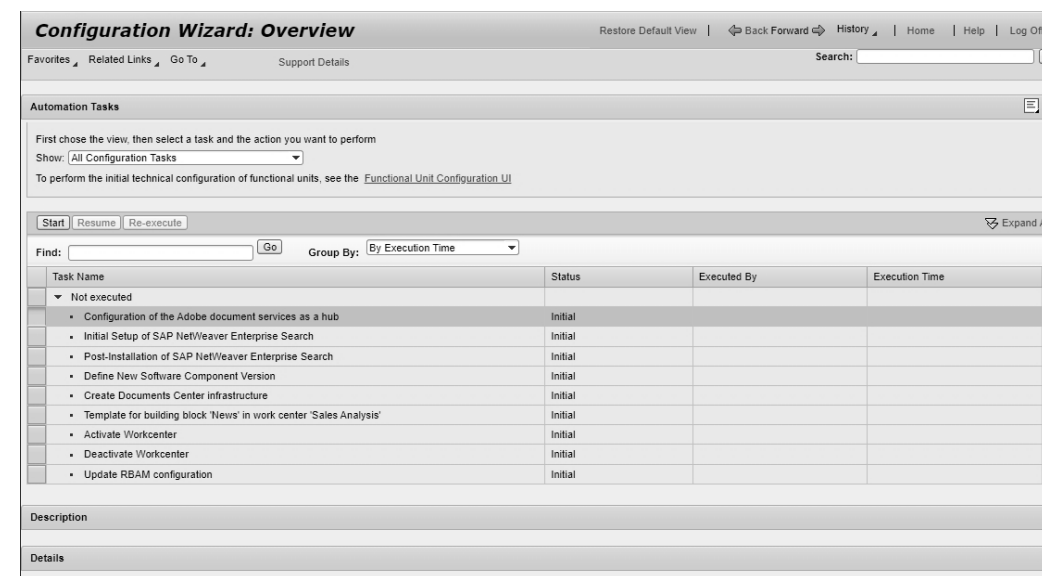 Configuration Wizard: Overview
Restore Default View | Back Forward History | Home | Help | Log Off
Favorites Related Links Go To Support Details Search:
Automation Tasks
First chose the view, then select a task and the action you want to perform
Show: All Configuration Tasks
To perform the initial technical configuration of functional units, see the Functional Unit Configuration UI
Start Resume Re-execute Expand A
Find: Go Group By: By Execution Time
Task Name Status Executed By Execution Time
Not executed
Configuration of the Adobe document services as a hub Initial
Initial Setup of SAP NetWeaver Enterprise Search Initial
Post-Installation of SAP NetWeaver Enterprise Search Initial
Define New Software Component Version Initial
Create Documents Center infrastructure Initial
Template for building block 'News' in work center 'Sales Analysis' Initial
Activate Workcenter Initial
Deactivate Workcenter Initial
Update RBAM configuration Initial
Description
Details